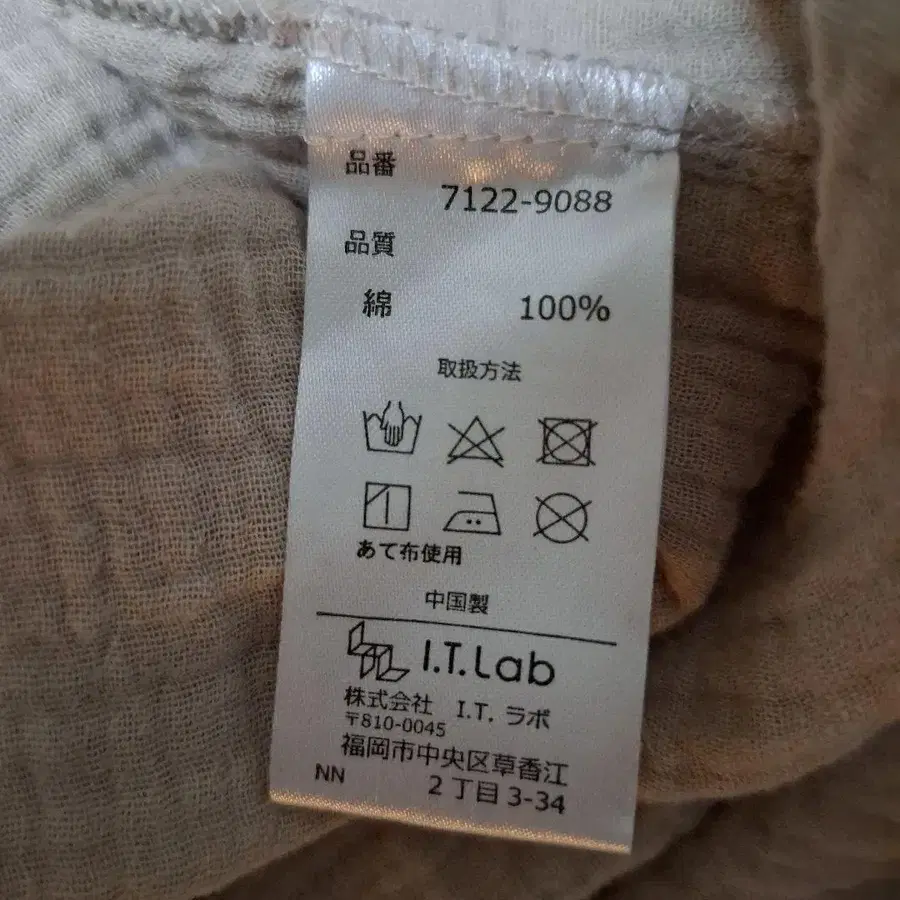 品番
7122-9088
品質
綿 100%
取扱方法
あて布使用
中国製
I.T.Lab
株式会社 I.T. ラボ
〒810-0045
福岡市中央区草香江
NN 2丁目3-34